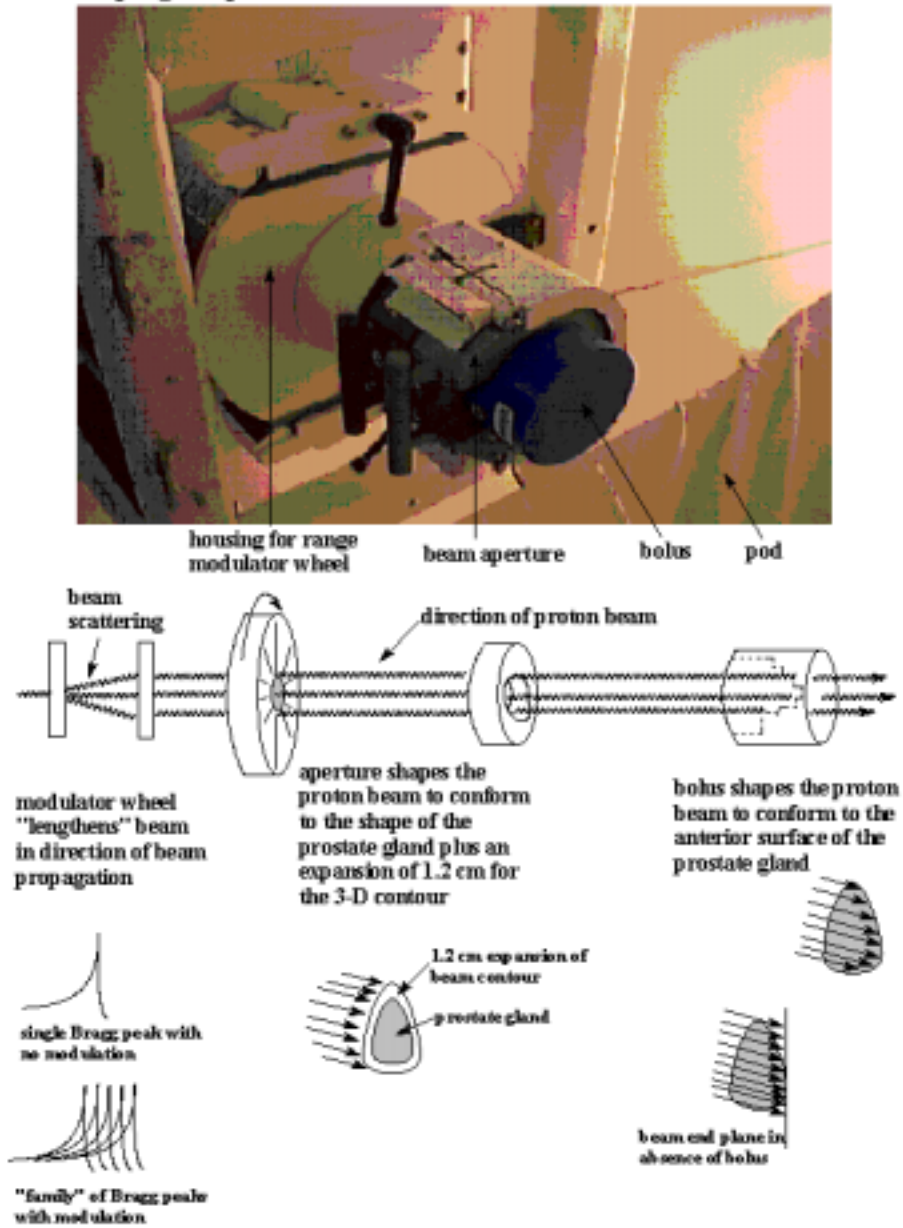 housing for range
modulator wheel
beam aperture
bolus
pod
beam
scattering
direction of proton beam
modulator wheel
"lengthens" beam
in direction of beam
propagation
aperture shapes the
proton beam to conform
to the shape of the
prostate gland plus an
expansion of 1.2 cm for
the 3-D contour
bolus shapes the proton
beam to conform to the
anterior surface of the
prostate gland
single Bragg peak with
no modulation
"family" of Bragg peaks
with modulation
1.2 cm expansion of
beam contour
prostate gland
beam end plane in
absence of bolus